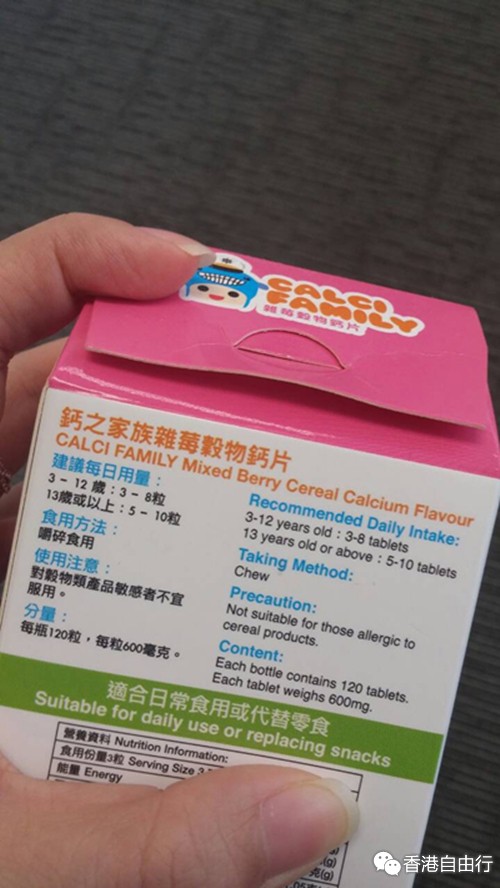 CALCI
FAMILY
雜莓穀物鈣片
鈣之家族雜莓穀物鈣片
CALCI FAMILY Mixed Berry Cereal Calcium Flavour
建議每日用量：
3 - 12 歲：3 - 8粒
13歲或以上：5 - 10粒
食用方法：
嚼碎食用
使用注意：
對穀物類產品敏感者不宜
服用。
分量：
每瓶120粒，每粒600毫克。
Recommended Daily Intake:
3-12 years old：3-8 tablets
13 years old or above：5-10 tablets
Taking Method:
Chew
Precaution:
Not suitable for those allergic to
cereal products.
Content:
Each bottle contains 120 tablets.
Each tablet weighs 600mg.
適合日常食用或代替零食
Suitable for daily use or replacing snacks
營養資料 Nutrition Information:
食用份量3粒 Serving Size 3
能量 Energy
香港自由行